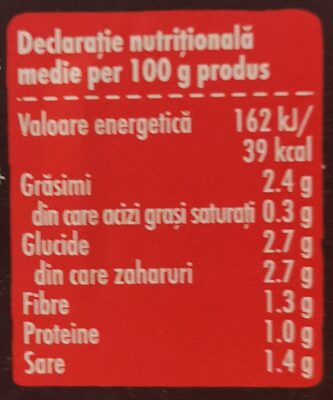 Declarație nutrițională
medie per 100 g produs
Valoare energetică 162 kJ/
39 kcal
Grăsimi 2.4 g
din care acizi grași saturați 0.3 g
Glucide 2.7 g
din care zaharuri 2.7 g
Fibre 1.3 g
Proteine 1.0 g
Sare 1.4 g